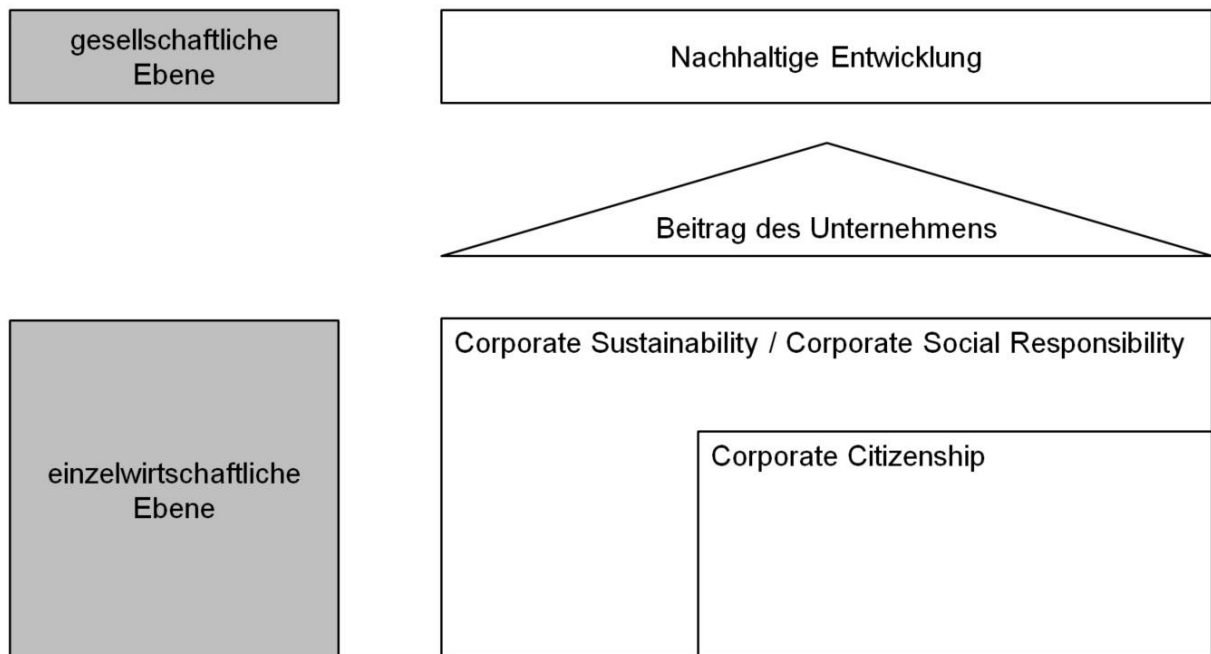 gesellschaftliche
Ebene
Nachhaltige Entwicklung
Beitrag des Unternehmens
Corporate Sustainability / Corporate Social Responsibility
Corporate Citizenship
einzelwirtschaftliche
Ebene